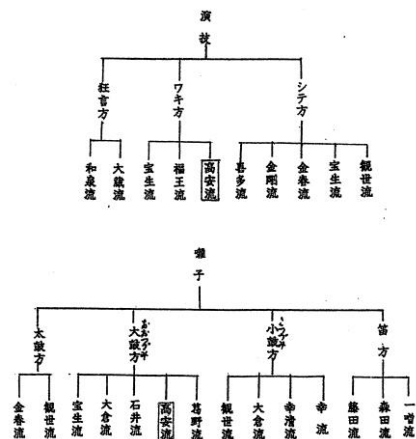 演技
シテ方
観世流
宝生流
金春流
金剛流
喜多流
ワキ方
高安流
福王流
宝生流
狂言方
大蔵流
和泉流
囃子
笛方
一噌流
森田流
藤田流
小鼓方
幸流
幸清流
大倉流
観世流
大鼓方
葛野流
高安流
石井流
大倉流
宝生流
太鼓方
観世流
金春流